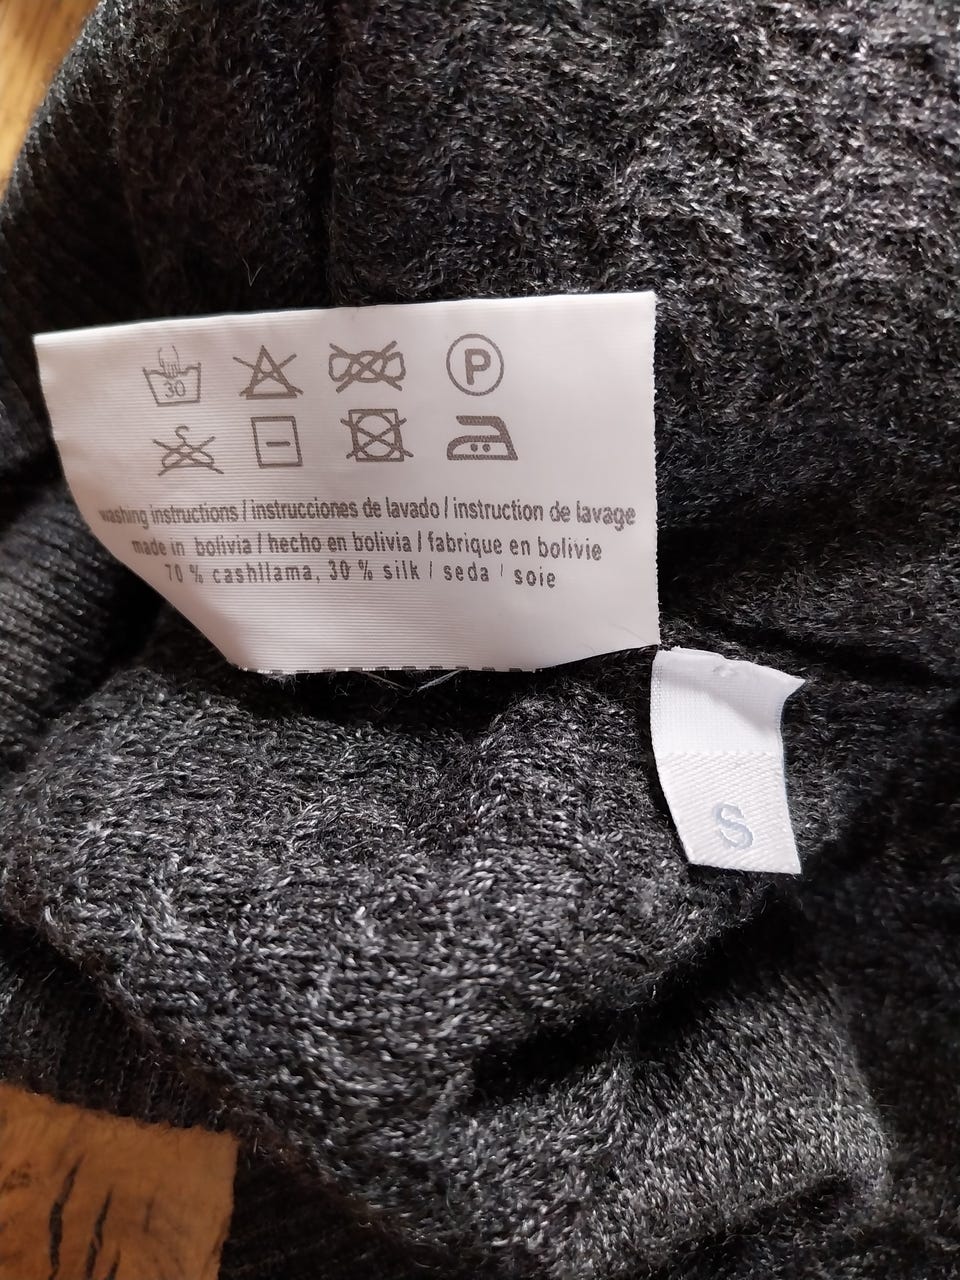 30
P
washing instructions / instrucciones de lavado / instruction de lavage
made in bolivia / hecho en bolivia / fabrique en bolivie
70 % cashllama, 30 % silk / seda / soie
S